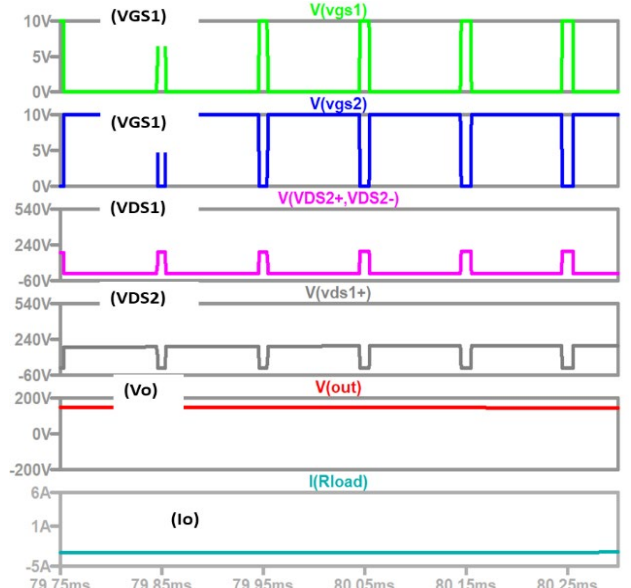 (VGS1) V(vgs1)
10V
5V
0V
V(vgs2)
10V
(VGS1)
5V
0V
V(VDS2+,VDS2-)
540V
(VDS1)
240V
-60V
(VDS2) V(vds1+)
540V
240V
-60V
(Vo) V(out)
200V
0V
-200V
I(Rload)
6A
(Io)
1A
-5A
79.75ms 79.85ms 79.95ms 80.05ms 80.15ms 80.25ms